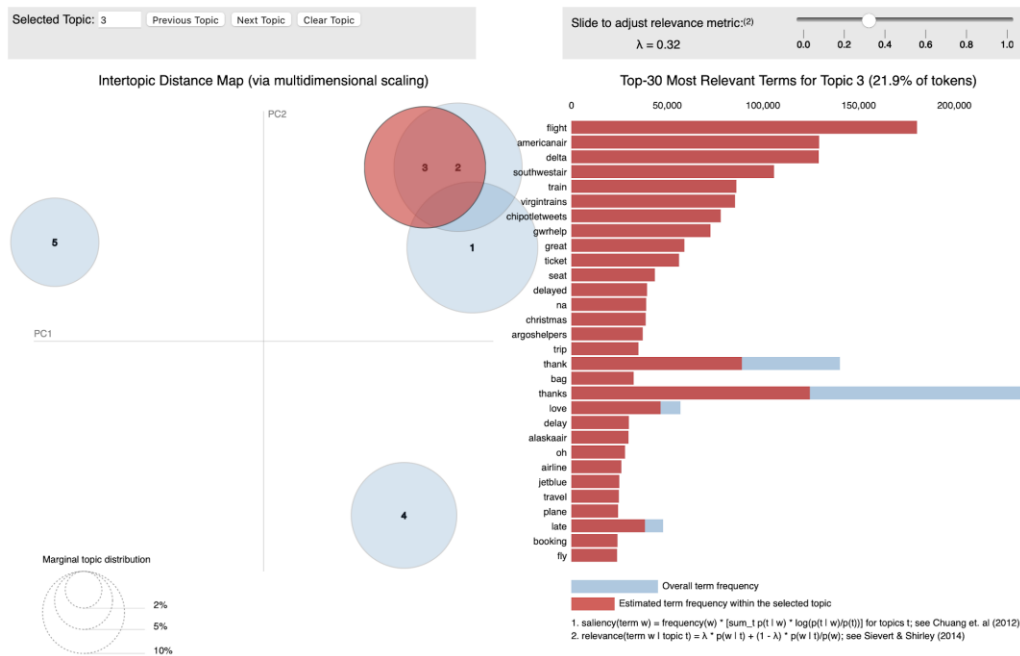 Selected Topic: 3 Previous Topic Next Topic Clear Topic
Slide to adjust relevance metric:(2)
λ = 0.32
0.0 0.2 0.4 0.6 0.8 1.0
Intertopic Distance Map (via multidimensional scaling)
PC2
PC1
3
2
1
5
4
Marginal topic distribution
2%
5%
10%
Top-30 Most Relevant Terms for Topic 3 (21.9% of tokens)
0 50,000 100,000 150,000 200,000
flight
americanair
delta
southwestair
train
virgintrains
chipotletweets
gwrhelp
great
ticket
seat
delayed
na
christmas
argoshelpers
trip
thank
bag
thanks
love
delay
alaskaair
oh
airline
jetblue
travel
plane
late
booking
fly
Overall term frequency
Estimated term frequency within the selected topic
1. saliency(term w) = frequency(w) * [sum_t p(t | w) * log(p(t | w)/p(t))] for topics t; see Chuang et. al (2012)
2. relevance(term w | topic t) = λ * p(w | t) + (1 - λ) * p(w | t)/p(w); see Sievert & Shirley (2014)